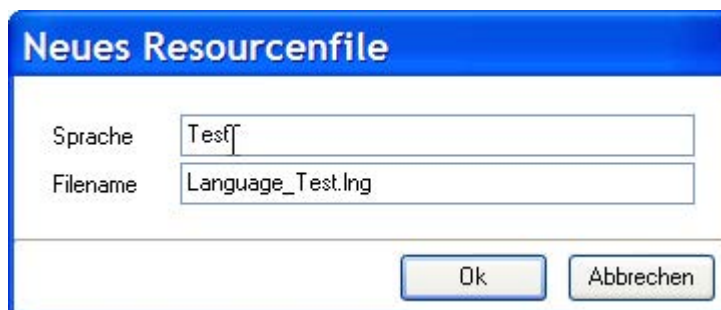 Neues Resourcenfile
Sprache Test
Filename Language_Test.lng
Ok Abbrechen